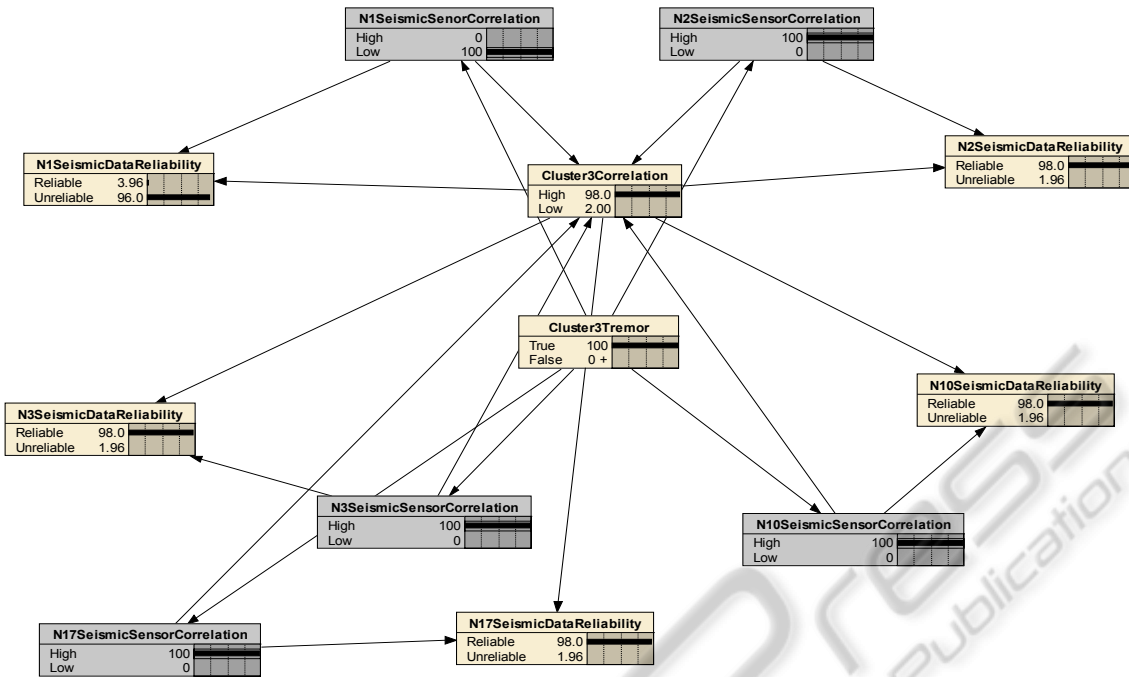 N1SeismicSenorCorrelation
High 0
Low 100
N2SeismicSensorCorrelation
High 100
Low 0
N1SeismicDataReliability
Reliable 3.96
Unreliable 96.0
Cluster3Correlation
High 98.0
Low 2.00
N2SeismicDataReliability
Reliable 98.0
Unreliable 1.96
Cluster3Tremor
True 100
False 0 +
N3SeismicDataReliability
Reliable 98.0
Unreliable 1.96
N10SeismicDataReliability
Reliable 98.0
Unreliable 1.96
N3SeismicSensorCorrelation
High 100
Low 0
N10SeismicSensorCorrelation
High 100
Low 0
N17SeismicSensorCorrelation
High 100
Low 0
N17SeismicDataReliability
Reliable 98.0
Unreliable 1.96
Press
Publication